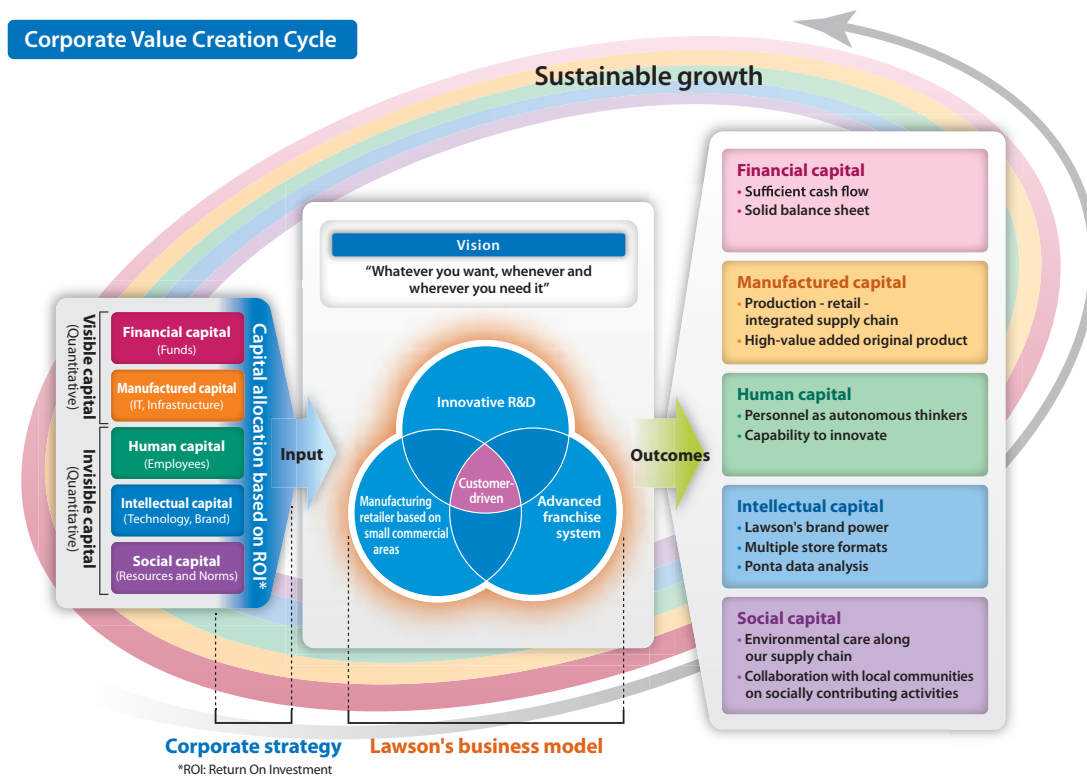 Corporate Value Creation Cycle
Sustainable growth
Visible capital
(Quantitative)
Invisible capital
(Quantitative)
Financial capital
(Funds)
Manufactured capital
(IT, Infrastructure)
Human capital
(Employees)
Intellectual capital
(Technology, Brand)
Social capital
(Resources and Norms)
Capital allocation based on ROI*
Input
Vision
“Whatever you want, whenever and
wherever you need it”
Innovative R&D
Customer-
driven
Manufacturing
retailer based on
small commercial
areas
Advanced
franchise
system
Outcomes
Financial capital
• Sufficient cash flow
• Solid balance sheet
Manufactured capital
• Production - retail -
integrated supply chain
• High-value added original product
Human capital
• Personnel as autonomous thinkers
• Capability to innovate
Intellectual capital
• Lawson's brand power
• Multiple store formats
• Ponta data analysis
Social capital
• Environmental care along
our supply chain
• Collaboration with local communities
on socially contributing activities
Corporate strategy
Lawson's business model
*ROI: Return On Investment